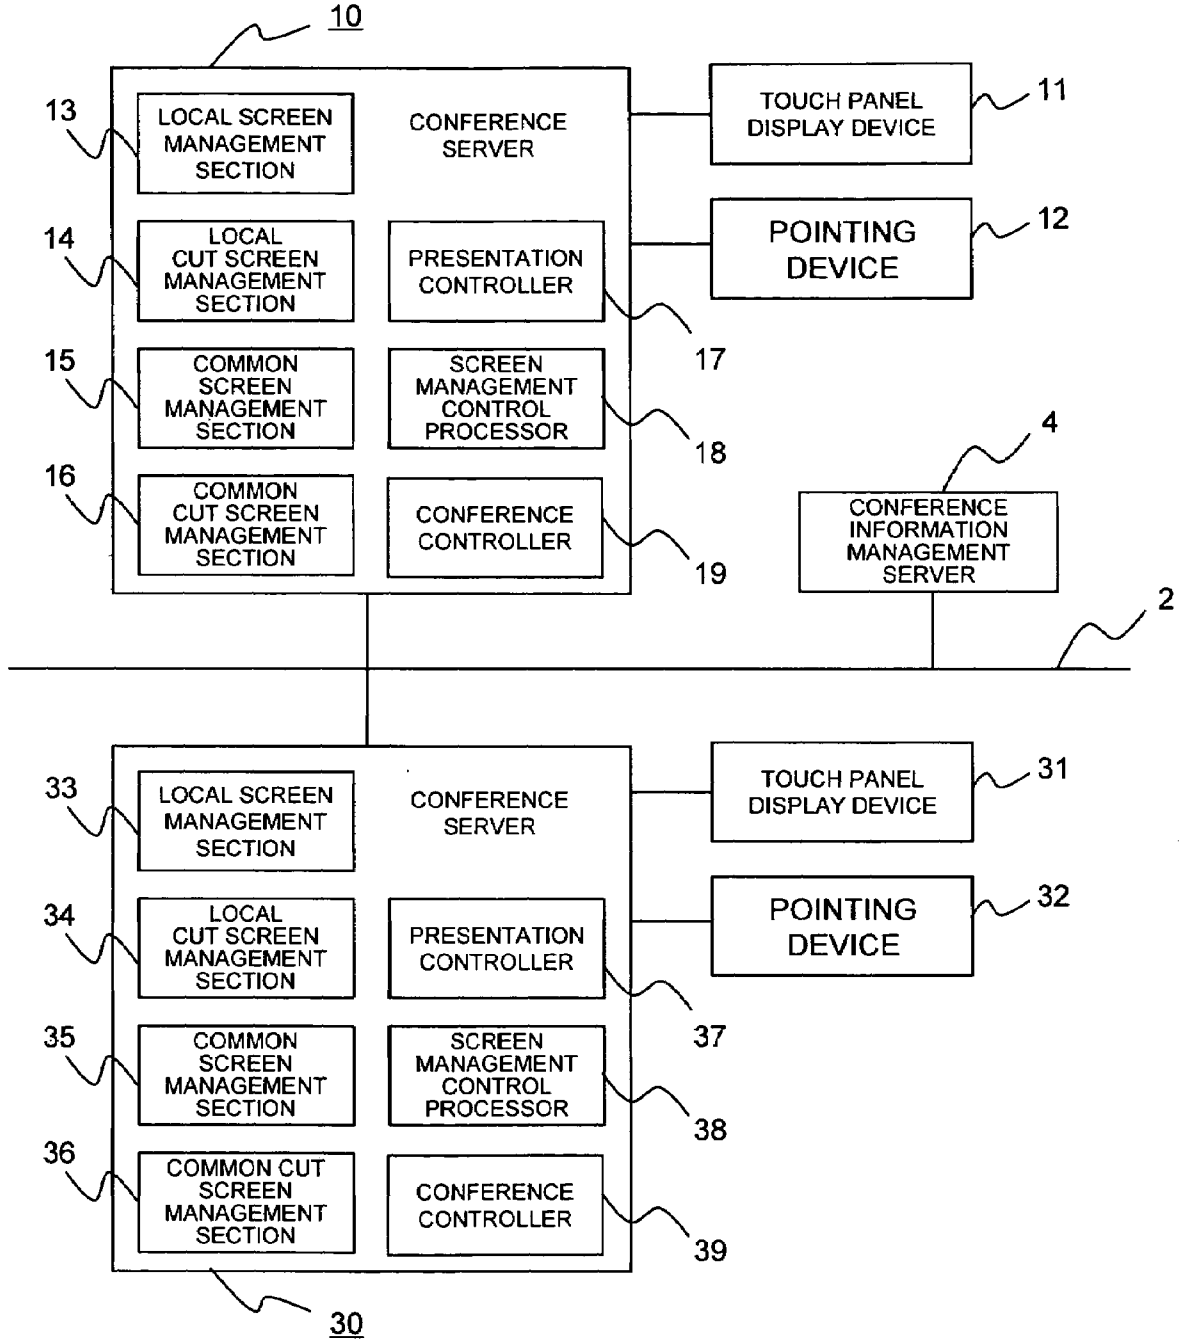 10
13
LOCAL SCREEN
MANAGEMENT
SECTION
CONFERENCE
SERVER
TOUCH PANEL
DISPLAY DEVICE
11
POINTING
DEVICE
12
14
LOCAL
CUT SCREEN
MANAGEMENT
SECTION
PRESENTATION
CONTROLLER
17
15
COMMON
SCREEN
MANAGEMENT
SECTION
SCREEN
MANAGEMENT
CONTROL
PROCESSOR
18
16
COMMON
CUT SCREEN
MANAGEMENT
SECTION
CONFERENCE
CONTROLLER
19
4
CONFERENCE
INFORMATION
MANAGEMENT
SERVER
2
33
LOCAL SCREEN
MANAGEMENT
SECTION
CONFERENCE
SERVER
TOUCH PANEL
DISPLAY DEVICE
31
POINTING
DEVICE
32
34
LOCAL
CUT SCREEN
MANAGEMENT
SECTION
PRESENTATION
CONTROLLER
37
35
COMMON
SCREEN
MANAGEMENT
SECTION
SCREEN
MANAGEMENT
CONTROL
PROCESSOR
38
36
COMMON CUT
SCREEN
MANAGEMENT
SECTION
CONFERENCE
CONTROLLER
39
30